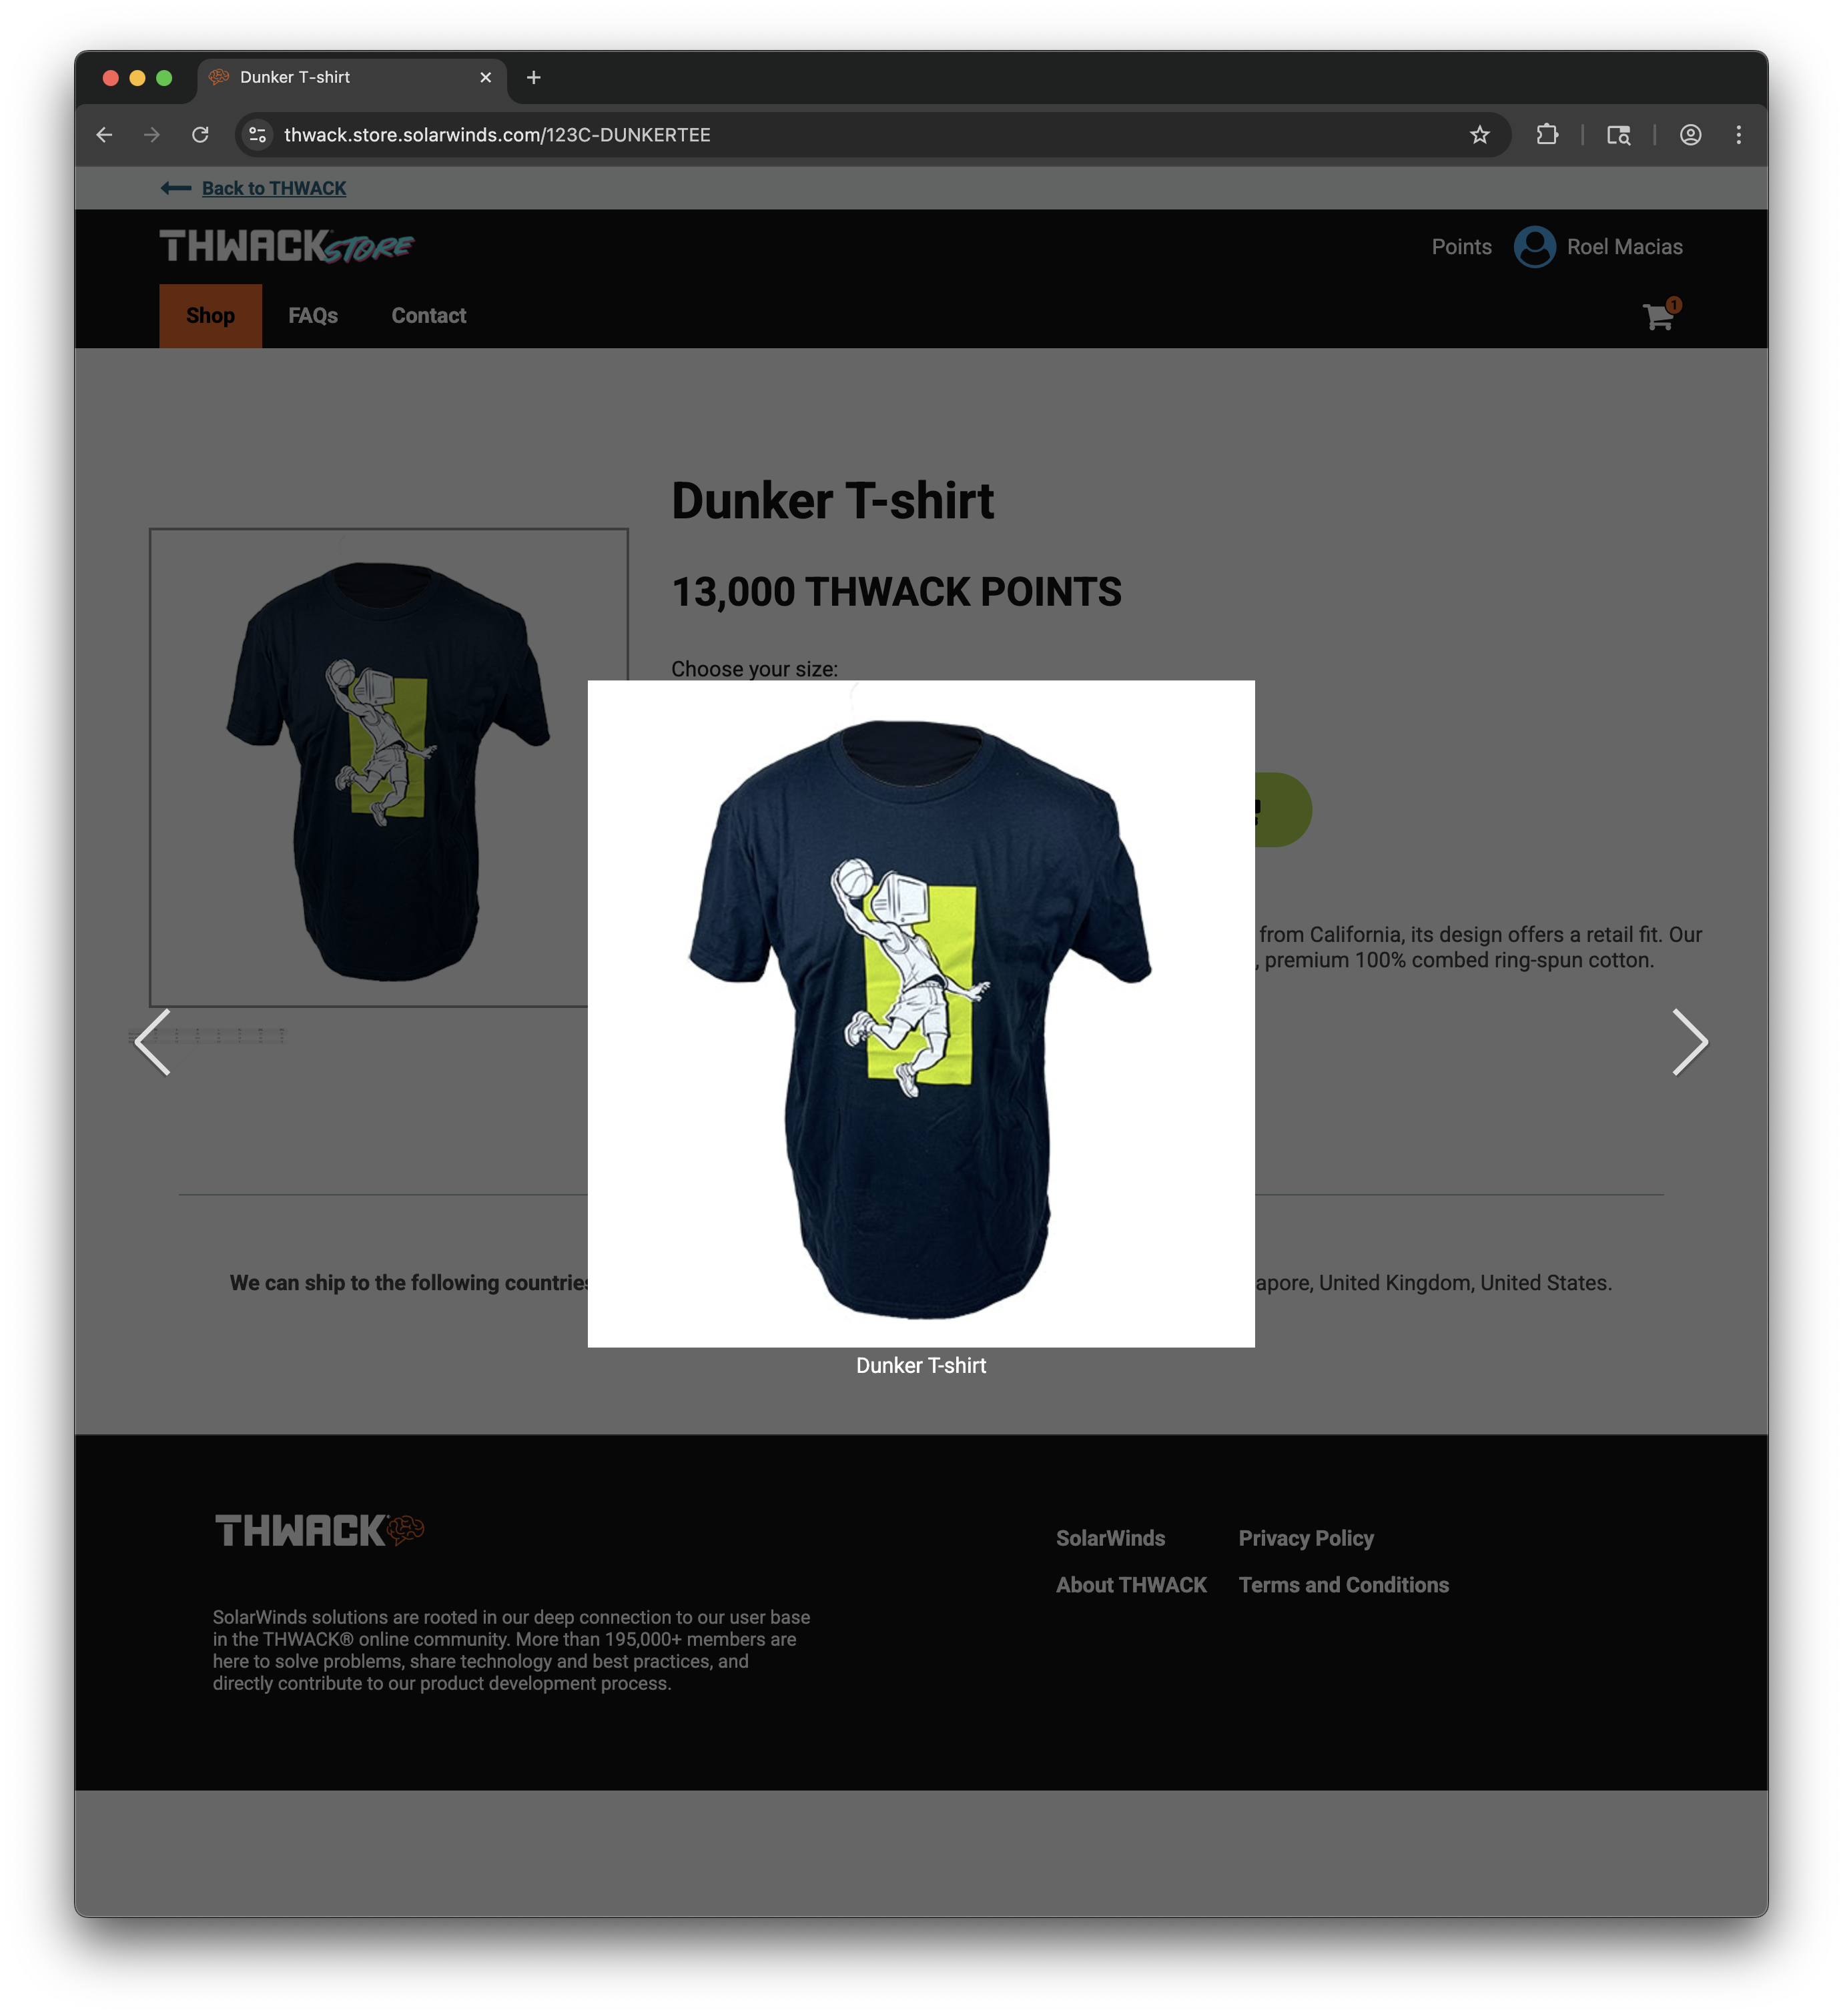 Dunker T-shirt
thwack.store.solarwinds.com/123C-DUNKERTEE
Back to THWACK
THWACK STORE
Points
Roel Macias
Shop
FAQs
Contact
1
Dunker T-shirt
13,000 THWACK POINTS
Choose your size:
from California, its design offers a retail fit. Our
, premium 100% combed ring-spun cotton.
We can ship to the following countries
apore, United Kingdom, United States.
Dunker T-shirt
THWACK
SolarWinds
Privacy Policy
About THWACK
Terms and Conditions
SolarWinds solutions are rooted in our deep connection to our user base
in the THWACK® online community. More than 195,000+ members are
here to solve problems, share technology and best practices, and
directly contribute to our product development process.